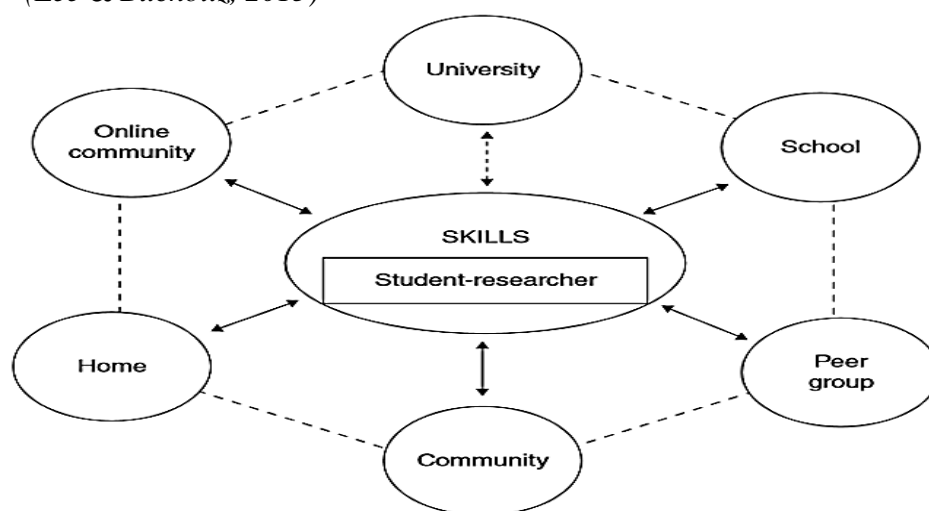 University
Online
community
School
SKILLS
Student-researcher
Home
Peer
group
Community